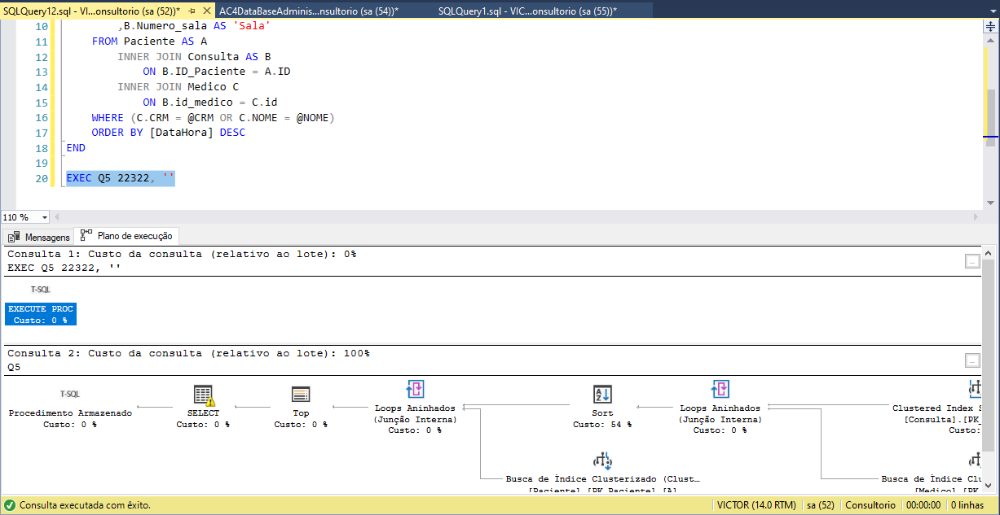 SQLQuery12.sql - VI...onsultorio (sa (52))*
AC4DataBaseAdminis...nsultorio (sa (54))*
SQLQuery1.sql - VIC...onsultorio (sa (55))*
10 ,B.Numero_sala AS 'Sala'
11 FROM Paciente AS A
12 INNER JOIN Consulta AS B
13 ON B.ID_Paciente = A.ID
14 INNER JOIN Medico C
15 ON B.id_medico = C.id
16 WHERE (C.CRM = @CRM OR C.NOME = @NOME)
17 ORDER BY [DataHora] DESC
18 END
19
20 EXEC Q5 22322, ''
110 %
Mensagens
Plano de execução
Consulta 1: Custo da consulta (relativo ao lote): 0%
EXEC Q5 22322, ''
T-SQL
EXECUTE PROC
Custo: 0 %
Consulta 2: Custo da consulta (relativo ao lote): 100%
Q5
T-SQL
Procedimento Armazenado
Custo: 0 %
SELECT
Custo: 0 %
Top
Custo: 0 %
Loops Aninhados
(Junção Interna)
Custo: 0 %
Sort
Custo: 54 %
Loops Aninhados
(Junção Interna)
Custo: 0 %
Clustered Index S
[Consulta].[PK_
Custo:
Busca de Índice Clusterizado (Clust...
[Paciente].[PK_Paciente].[A]
Busca de Índice Clu
[Medico].[PK_
Consulta executada com êxito.
VICTOR (14.0 RTM)
sa (52)
Consultorio
00:00:00
0 linhas